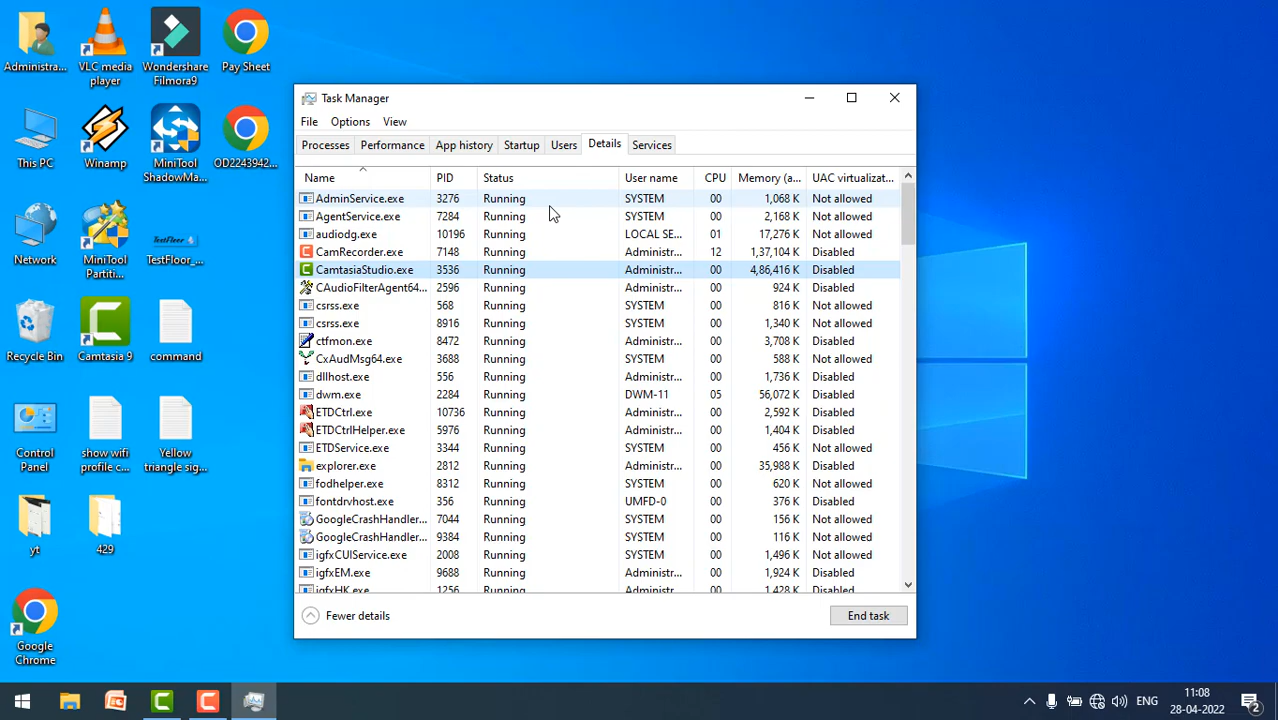 Administra...
VLC media
player
Wondershare
Filmora9
Pay Sheet
This PC
Winamp
MiniTool
ShadowMa...
OD2243942...
Network
MiniTool
Partiti...
TestFloor_...
Recycle Bin
Camtasia 9
command
Control
Panel
show wifi
profile c...
Yellow
triangle sig...
yt
429
Google
Chrome
Task Manager
File Options View
Processes Performance App history Startup Users Details Services
Name PID Status User name CPU Memory (a... UAC virtualizat...
AdminService.exe 3276 Running SYSTEM 00 1,068 K Not allowed
AgentService.exe 7284 Running SYSTEM 00 2,168 K Not allowed
audiodg.exe 10196 Running LOCAL SE... 01 17,276 K Not allowed
CamRecorder.exe 7148 Running Administr... 12 1,37,104 K Disabled
CamtasiaStudio.exe 3536 Running Administr... 00 4,86,416 K Disabled
CAudioFilterAgent64... 2596 Running Administr... 00 924 K Disabled
csrss.exe 568 Running SYSTEM 00 816 K Not allowed
csrss.exe 8916 Running SYSTEM 00 1,340 K Not allowed
ctfmon.exe 8472 Running Administr... 00 3,708 K Disabled
CxAudMsg64.exe 3688 Running SYSTEM 00 588 K Not allowed
dllhost.exe 556 Running Administr... 00 1,736 K Disabled
dwm.exe 2284 Running DWM-11 05 56,072 K Disabled
ETDCtrl.exe 10736 Running Administr... 00 2,592 K Disabled
ETDCtrlHelper.exe 5976 Running Administr... 00 1,404 K Disabled
ETDService.exe 3344 Running SYSTEM 00 456 K Not allowed
explorer.exe 2812 Running Administr... 00 35,988 K Disabled
fodhelper.exe 8312 Running SYSTEM 00 620 K Not allowed
fontdrvhost.exe 356 Running UMFD-0 00 376 K Disabled
GoogleCrashHandler... 7044 Running SYSTEM 00 156 K Not allowed
GoogleCrashHandler... 9384 Running SYSTEM 00 116 K Not allowed
igfxCUIService.exe 2008 Running SYSTEM 00 1,496 K Not allowed
igfxEM.exe 9688 Running Administr... 00 1,924 K Disabled
igfxHK.exe 1256 Running Administr... 00 1,428 K Disabled
Fewer details End task
ENG
11:08
28-04-2022
2